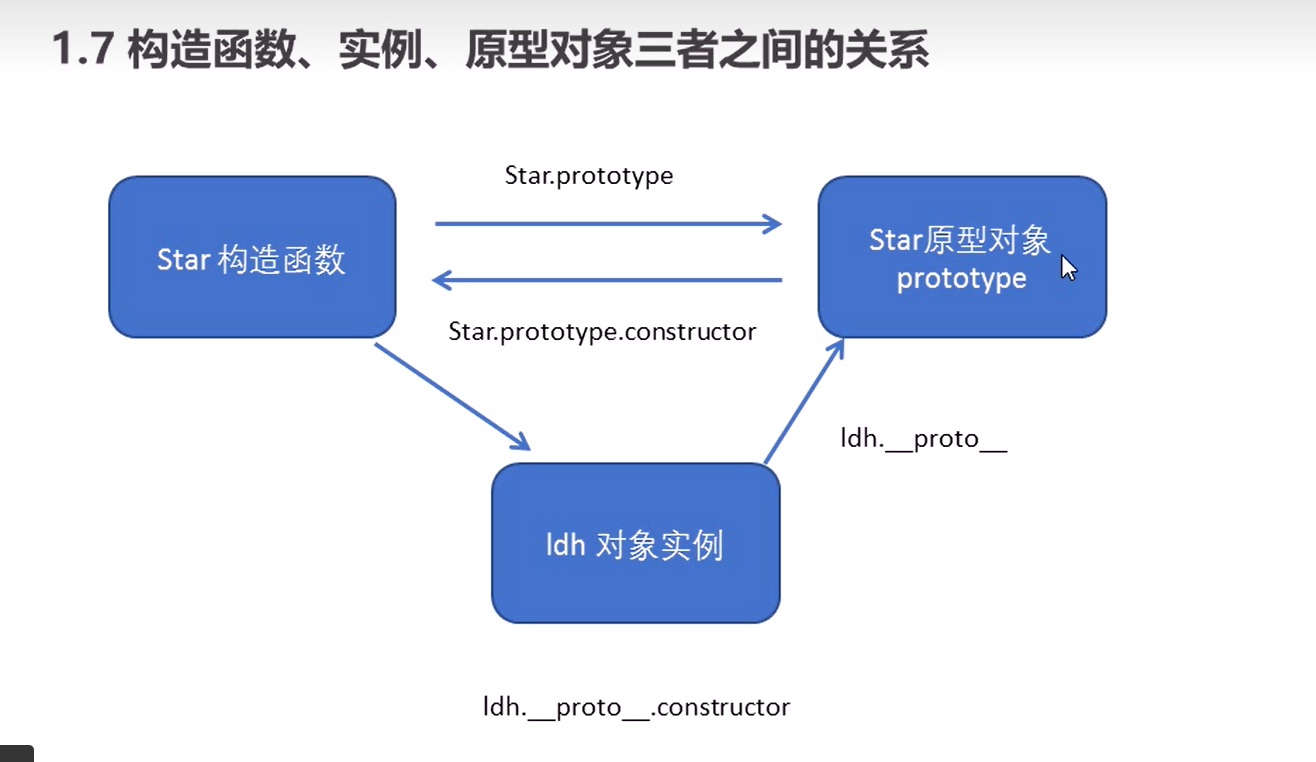 1.7 构造函数、实例、原型对象三者之间的关系
Star.prototype
Star 构造函数
Star原型对象
prototype
Star.prototype.constructor
ldh.__proto__
ldh 对象实例
ldh.__proto__.constructor